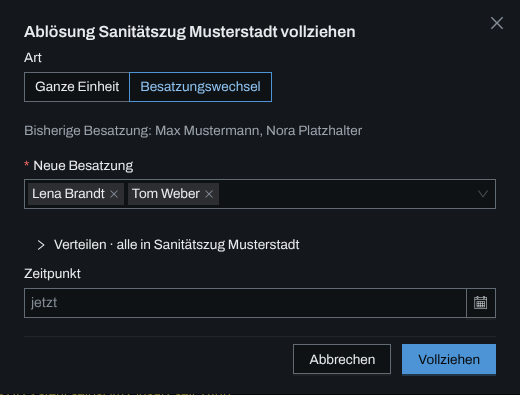 Ablösung Sanitätszug Musterstadt vollziehen
Art
Ganze Einheit Besatzungswechsel
Bisherige Besatzung: Max Mustermann, Nora Platzhalter
* Neue Besatzung
Lena Brandt × Tom Weber ×
Verteilen · alle in Sanitätszug Musterstadt
Zeitpunkt
jetzt
Abbrechen Vollziehen